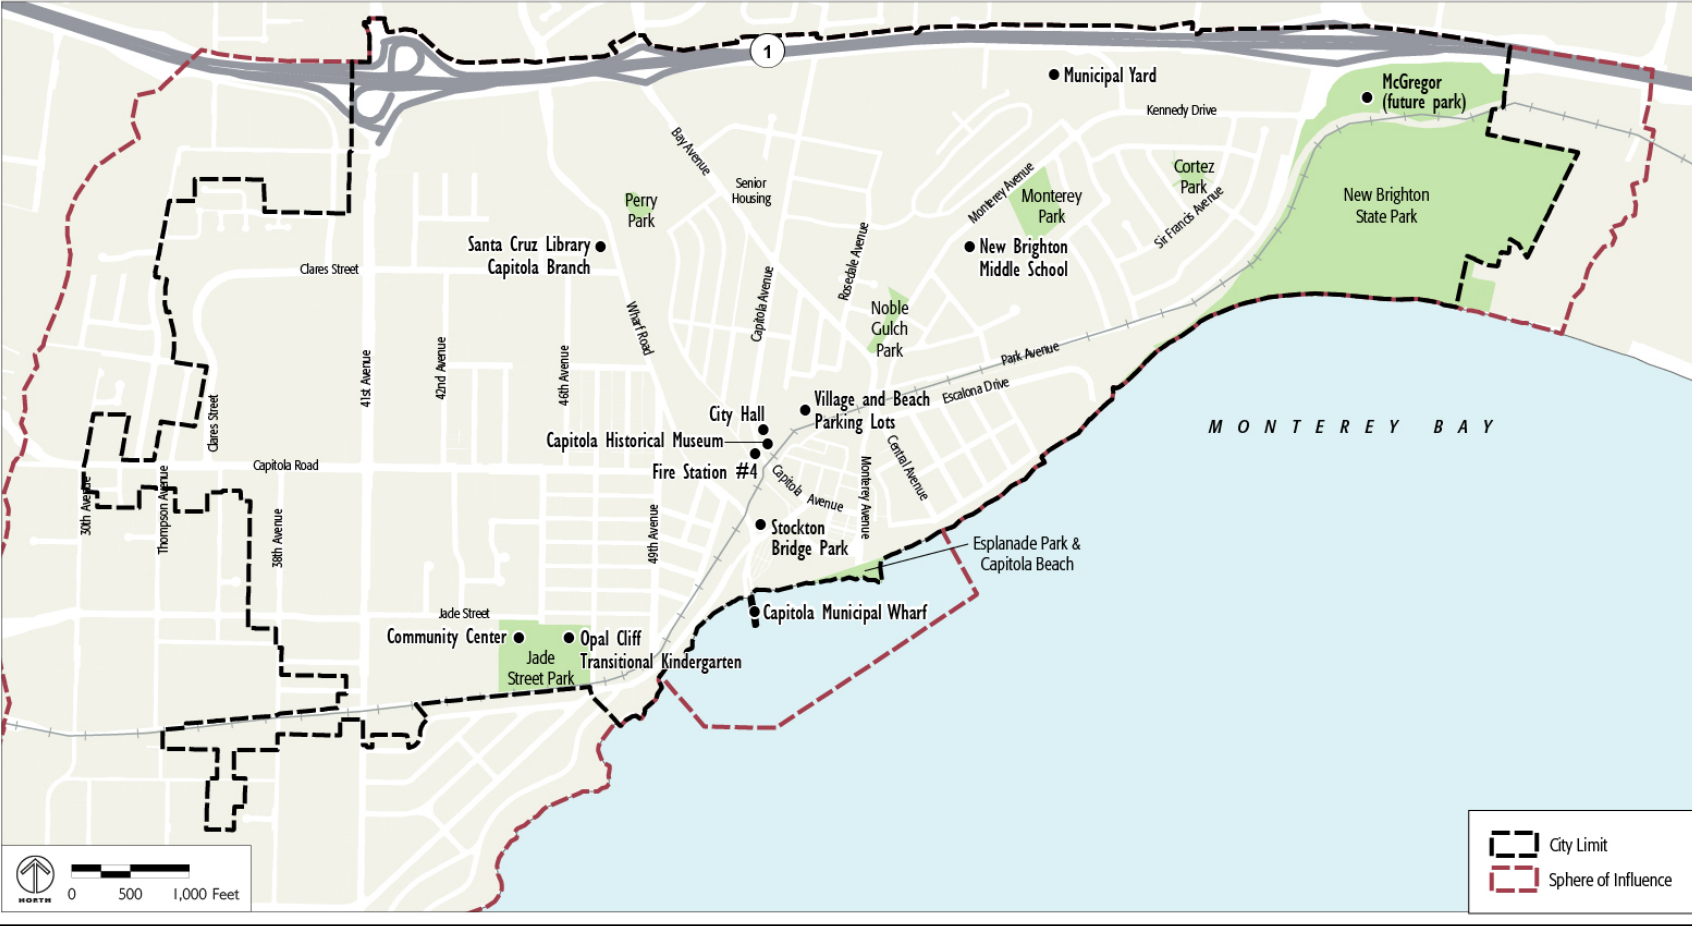 1
Municipal Yard
McGregor
(future park)
Kennedy Drive
Bay Avenue
Senior
Housing
Cortez
Park
Monterey Avenue
Monterey
Park
New Brighton
State Park
Perry
Park
Sir Francis Avenue
Santa Cruz Library
Capitola Branch
New Brighton
Middle School
Clares Street
Rosedale Avenue
Capitola Avenue
Wharf Road
Noble
Gulch
Park
Park Avenue
41st Avenue
42nd Avenue
46th Avenue
Escalona Drive
Clares Street
Village and Beach
Parking Lots
City Hall
MONTEREY BAY
Capitola Historical Museum
Fire Station #4
Capitola Road
Central Avenue
Capitola Avenue
Monterey Avenue
30th Avenue
Thompson Avenue
38th Avenue
49th Avenue
Stockton
Bridge Park
Esplanade Park &
Capitola Beach
Jade Street
Capitola Municipal Wharf
Community Center
Opal Cliff
Transitional Kindergarten
Jade
Street Park
City Limit
Sphere of Influence
NORTH
0 500 1,000 Feet